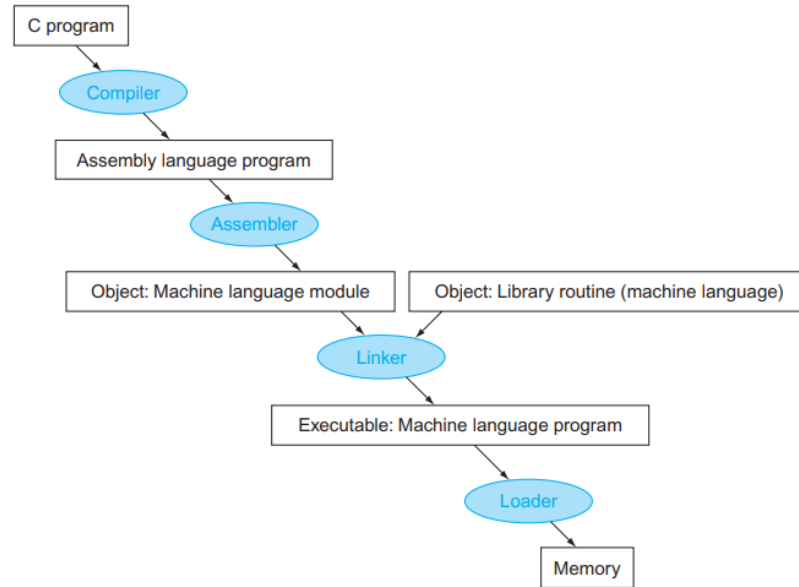 C program
Compiler
Assembly language program
Assembler
Object: Machine language module
Object: Library routine (machine language)
Linker
Executable: Machine language program
Loader
Memory